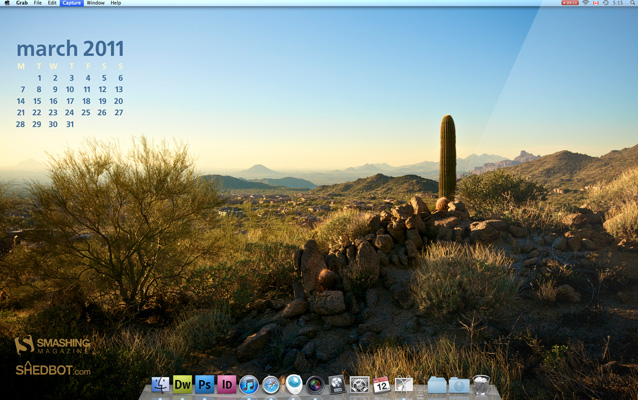 Grab File Edit Capture Window Help
5:15
march 2011
M T W T F S S
1 2 3 4 5 6
7 8 9 10 11 12 13
14 15 16 17 18 19 20
21 22 23 24 25 26 27
28 29 30 31
SMASHING
MAGAZINE
SAEDBOT.com
Dw Ps ID
12